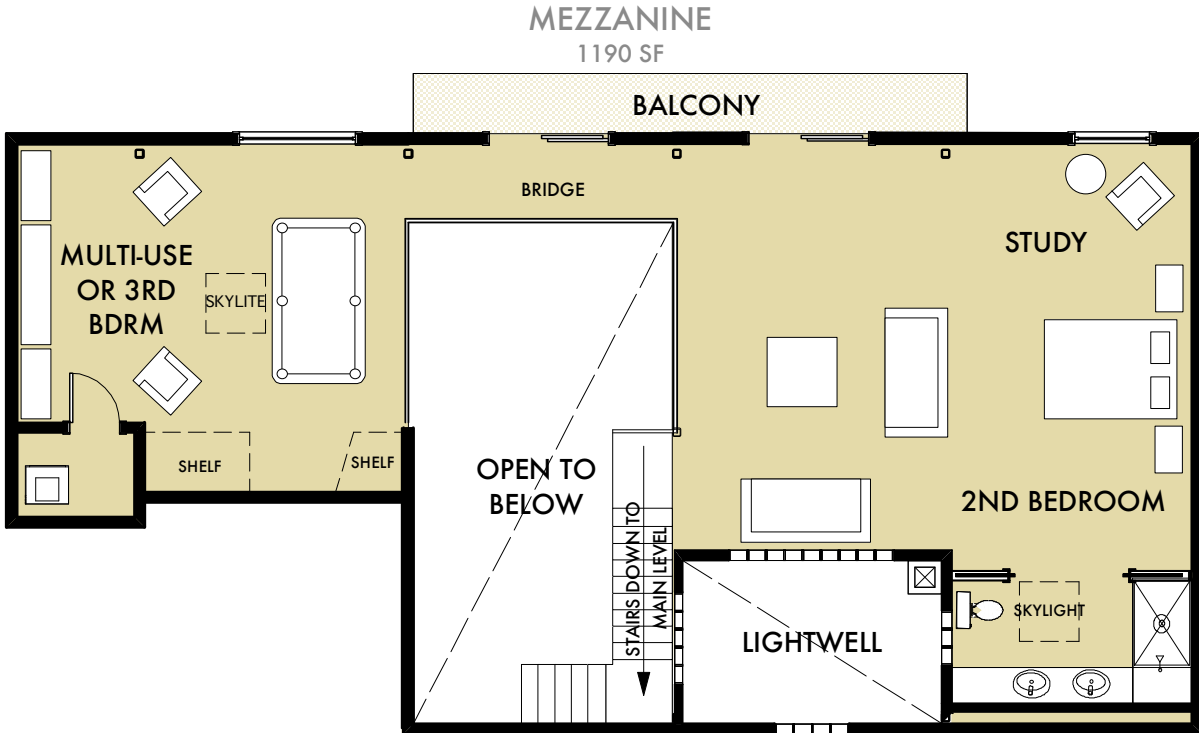 MEZZANINE
1190 SF
BALCONY
BRIDGE
MULTI-USE
OR 3RD
BDRM
SKYLITE
STUDY
SHELF
SHELF
OPEN TO
BELOW
STAIRS DOWN TO
MAIN LEVEL
2ND BEDROOM
LIGHTWELL
SKYLIGHT